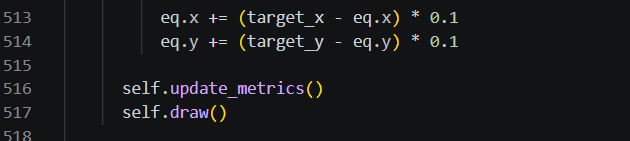 513 eq.x += (target_x - eq.x) * 0.1
514 eq.y += (target_y - eq.y) * 0.1
515
516 self.update_metrics()
517 self.draw()
518